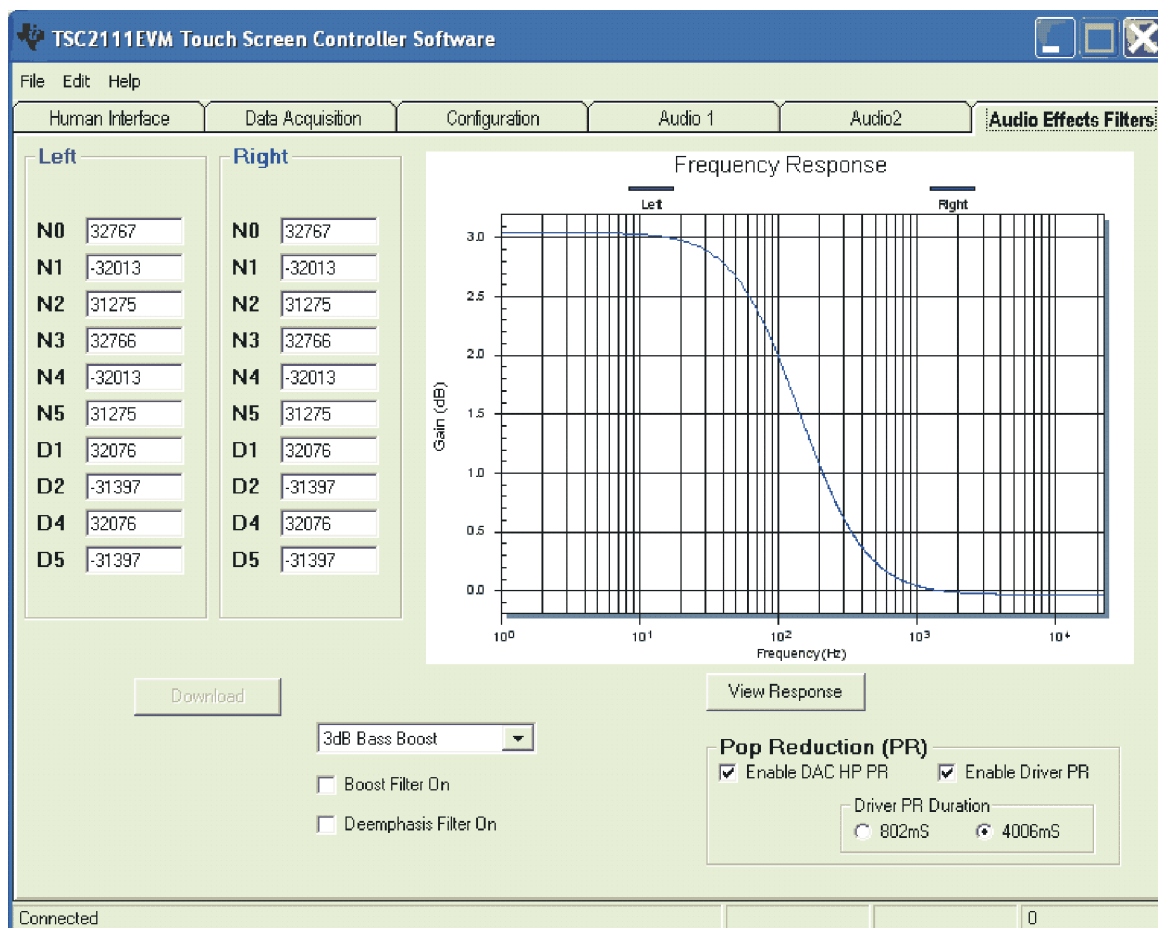 TSC2111EVM Touch Screen Controller Software
File Edit Help
Human Interface Data Acquisition Configuration Audio 1 Audio2 Audio Effects Filters
Left
N0 32767
N1 -32013
N2 31275
N3 32766
N4 -32013
N5 31275
D1 32076
D2 -31397
D4 32076
D5 -31397
Right
N0 32767
N1 -32013
N2 31275
N3 32766
N4 -32013
N5 31275
D1 32076
D2 -31397
D4 32076
D5 -31397
Frequency Response
Left Right
Gain (dB)
3.0
2.5
2.0
1.5
1.0
0.5
0.0
10⁰ 10¹ 10² 10³ 10⁴
Frequency(Hz)
Download
View Response
3dB Bass Boost
Boost Filter On
Deemphasis Filter On
Pop Reduction (PR)
Enable DAC HP PR Enable Driver PR
Driver PR Duration
802mS 4006mS
Connected 0